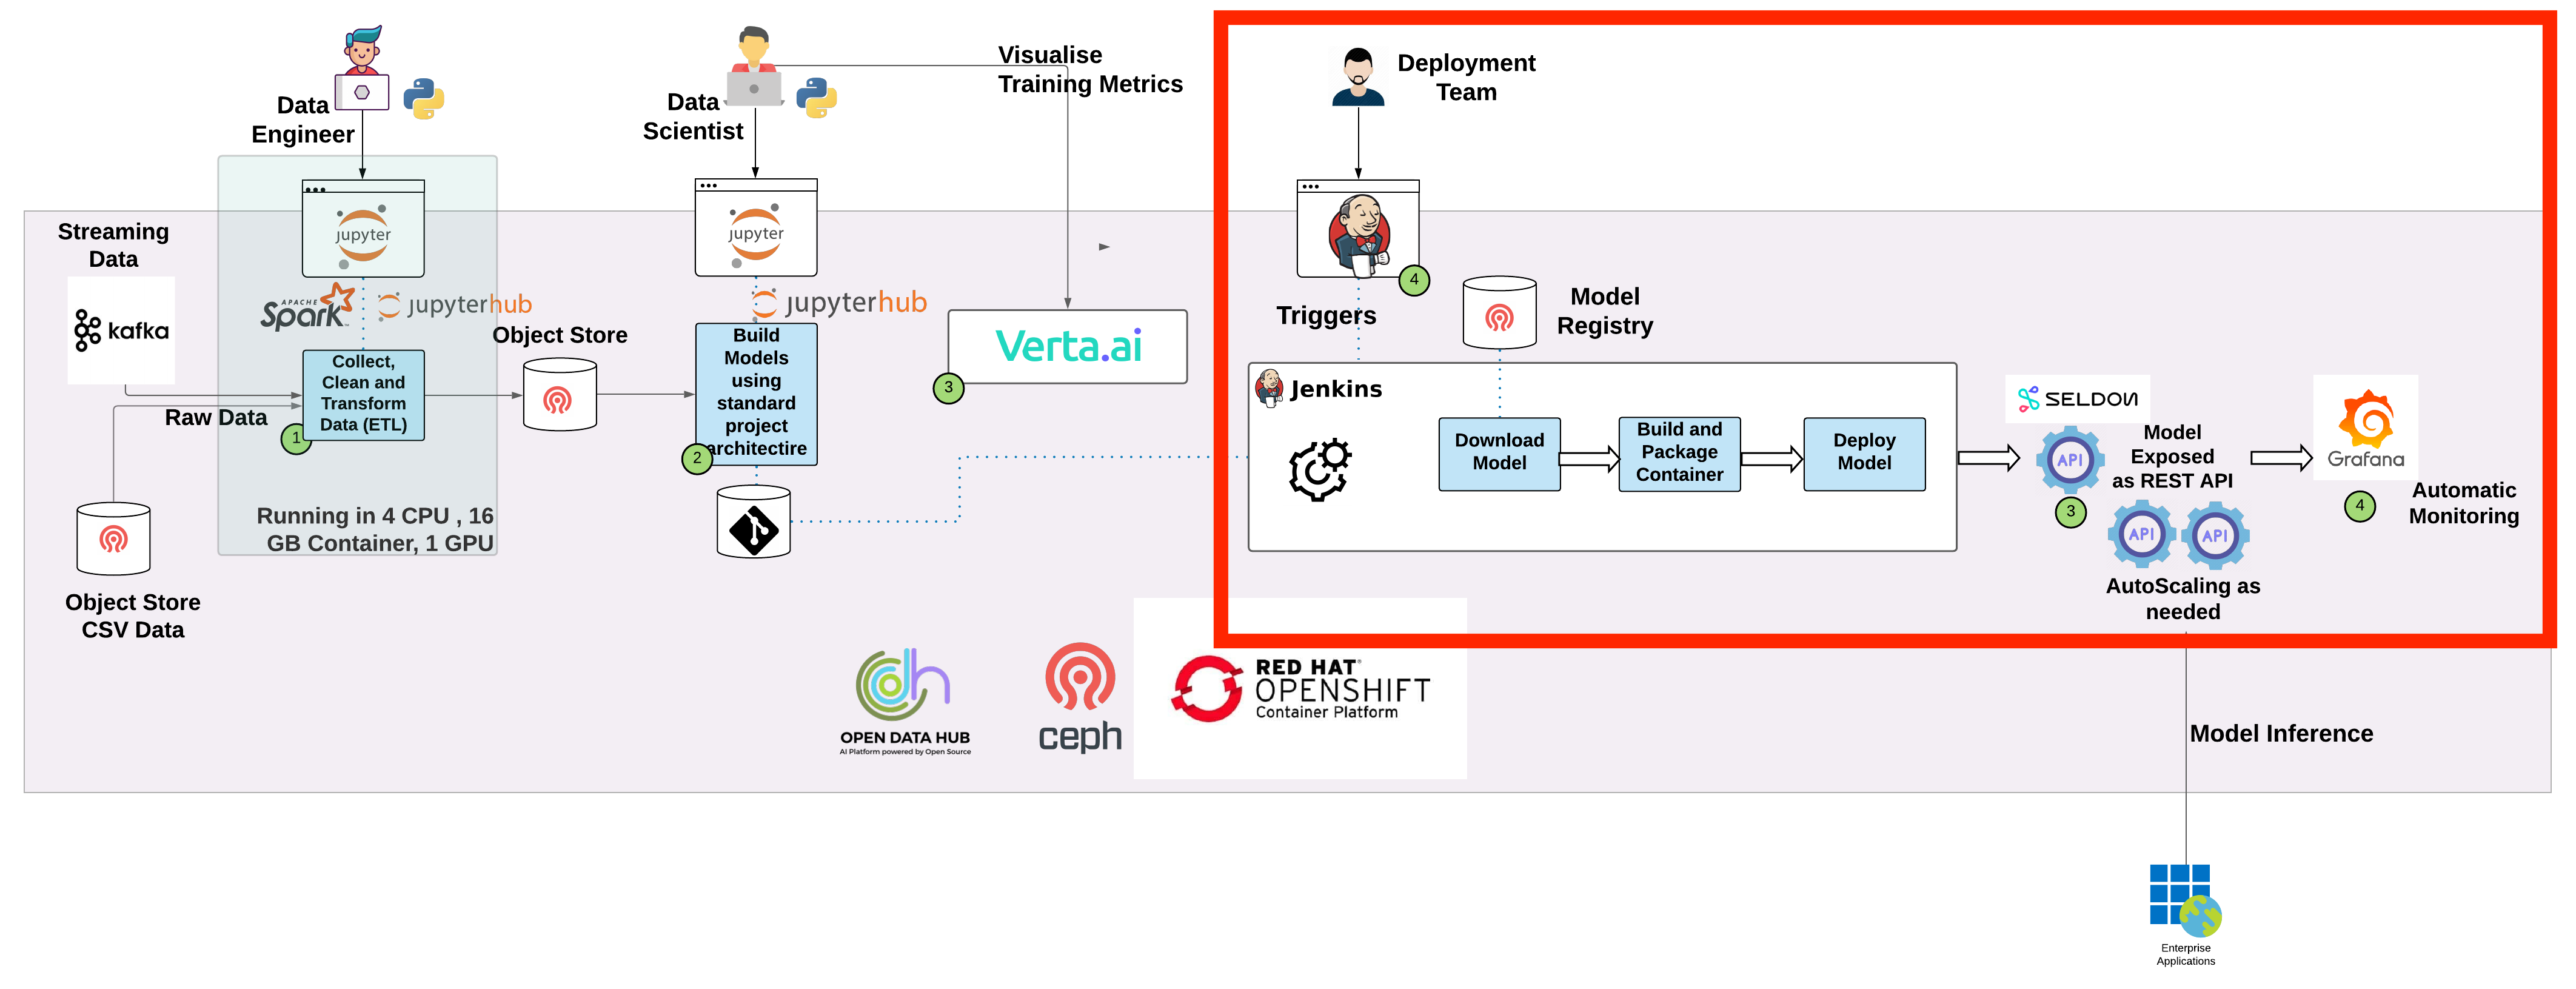 Data
Engineer
Data
Scientist
Visualise
Training Metrics
Deployment
Team
Streaming
Data
kafka
jupyter
APACHE
Spark
jupyterhub
Collect,
Clean and
Transform
Data (ETL)
1
Raw Data
Running in 4 CPU , 16
GB Container, 1 GPU
Object Store
CSV Data
Object Store
jupyter
jupyterhub
Build
Models
using
standard
project
architectire
2
Verta.ai
3
4
Triggers
Model
Registry
Jenkins
Download
Model
Build and
Package
Container
Deploy
Model
SELDON
API
Model
Exposed
as REST API
3
API
API
AutoScaling as
needed
Grafana
4
Automatic
Monitoring
OPEN DATA HUB
AI Platform powered by Open Source
ceph
RED HAT
OPENSHIFT
Container Platform
Model Inference
Enterprise
Applications